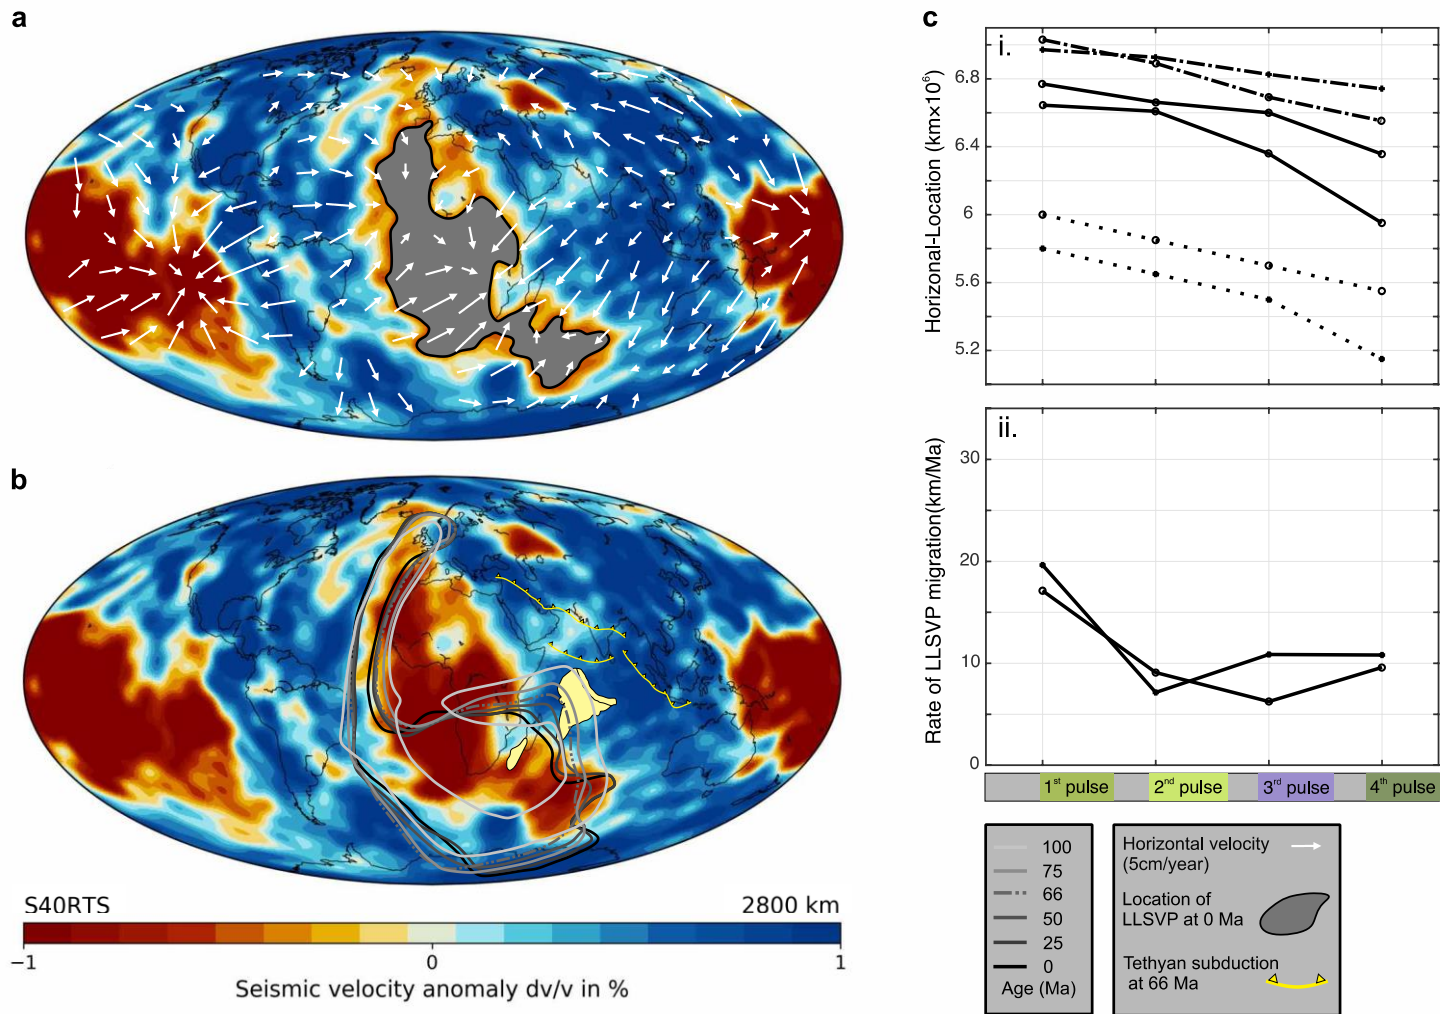 a
b
S40RTS
2800 km
−1
0
1
Seismic velocity anomaly dv/v in %
c
i.
6.8
6.4
6
5.6
5.2
Horizonal-Location (km×10⁶)
ii.
30
20
10
0
Rate of LLSVP migration(km/Ma)
1st pulse
2nd pulse
3rd pulse
4th pulse
100
75
66
50
25
0
Age (Ma)
Horizontal velocity
(5cm/year)
Location of
LLSVP at 0 Ma
Tethyan subduction
at 66 Ma